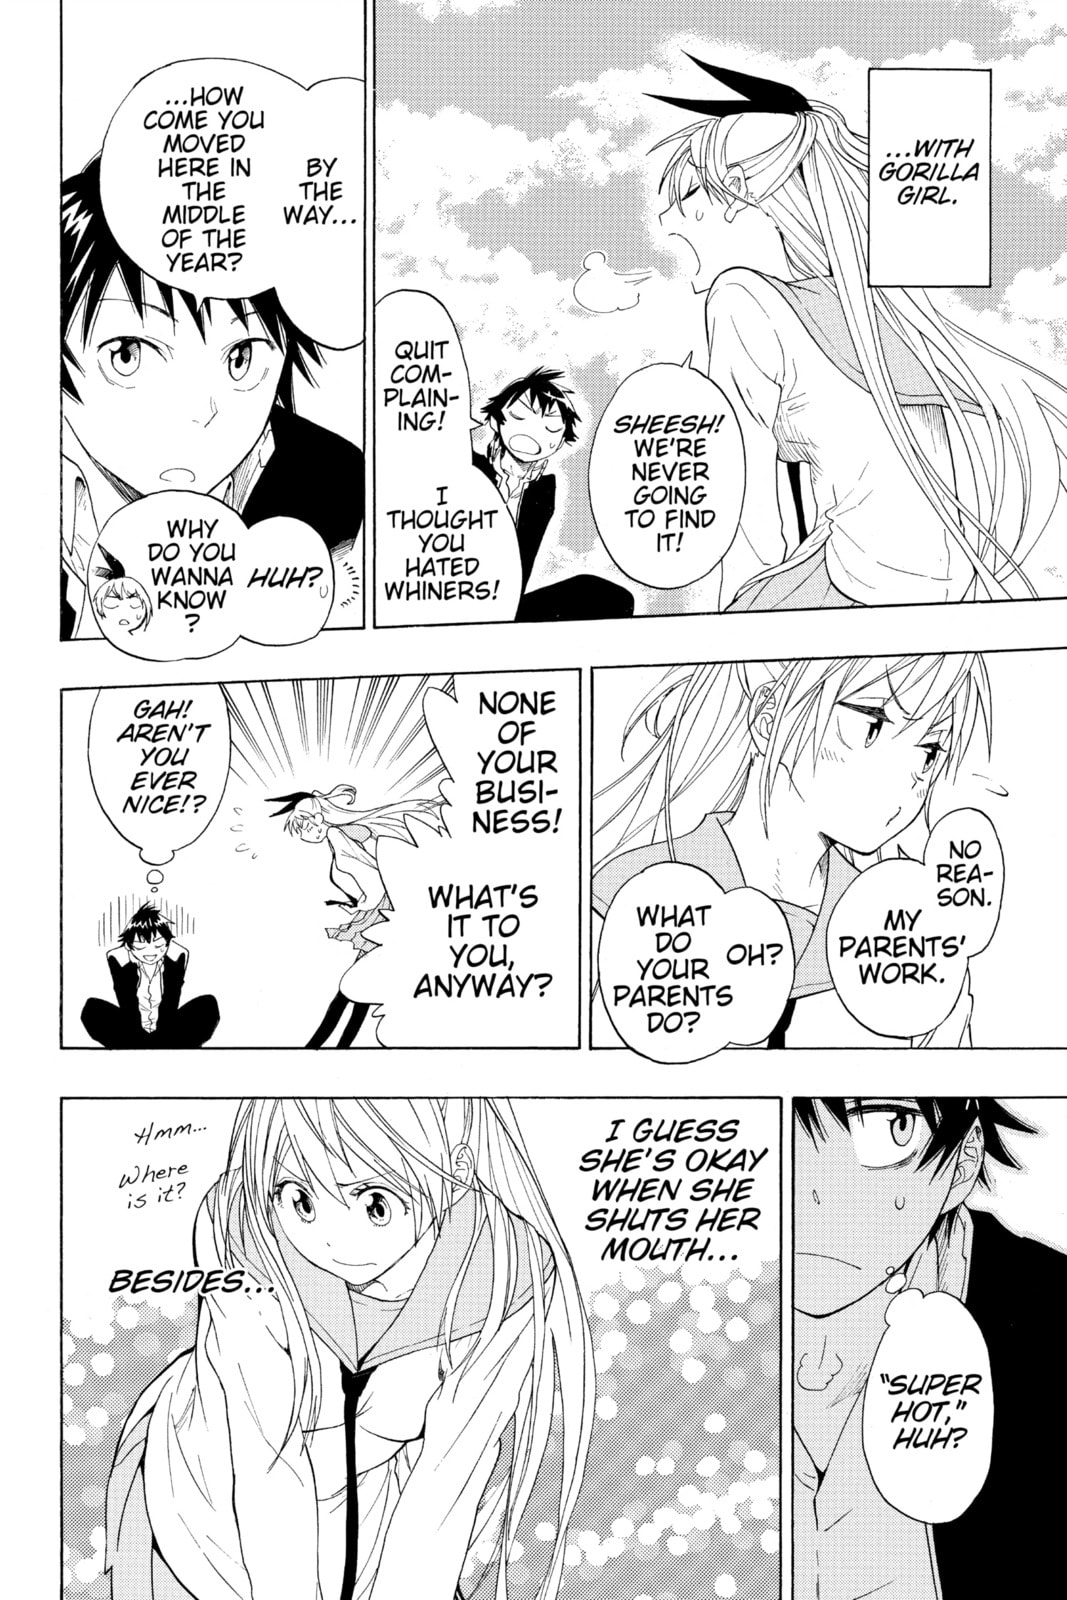 ...WITH
GORILLA
GIRL.
SHEESH!
WE'RE
NEVER
GOING
TO FIND
IT!
QUIT
COM-
PLAIN-
ING!
I
THOUGHT
YOU
HATED
WHINERS!
BY
THE
WAY...
...HOW
COME YOU
MOVED
HERE IN
THE
MIDDLE
OF THE
YEAR?
HUH?
WHY
DO YOU
WANNA
KNOW
?
NO
REA-
SON.
MY
PARENTS'
WORK.
OH?
WHAT
DO
YOUR
PARENTS
DO?
NONE
OF
YOUR
BUSI-
NESS!
WHAT'S
IT TO
YOU,
ANYWAY?
GAH!
AREN'T
YOU
EVER
NICE!?
"SUPER
HOT,"
HUH?
I GUESS
SHE'S OKAY
WHEN SHE
SHUTS HER
MOUTH...
Hmm...
Where
is it?
BESIDES...